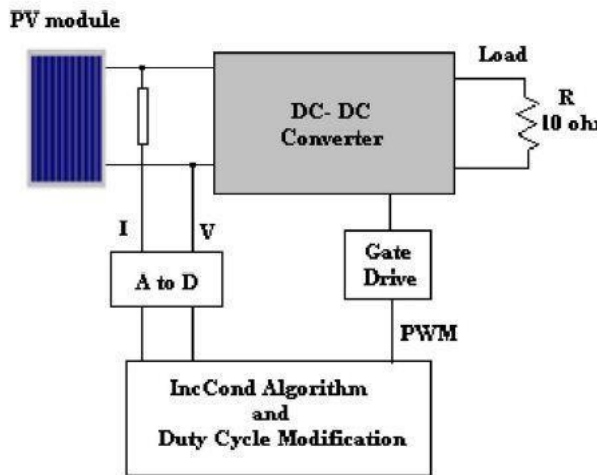 PV module
Load
DC- DC
Converter
R
10 ohm
I
V
A to D
Gate
Drive
PWM
IncCond Algorithm
and
Duty Cycle Modification